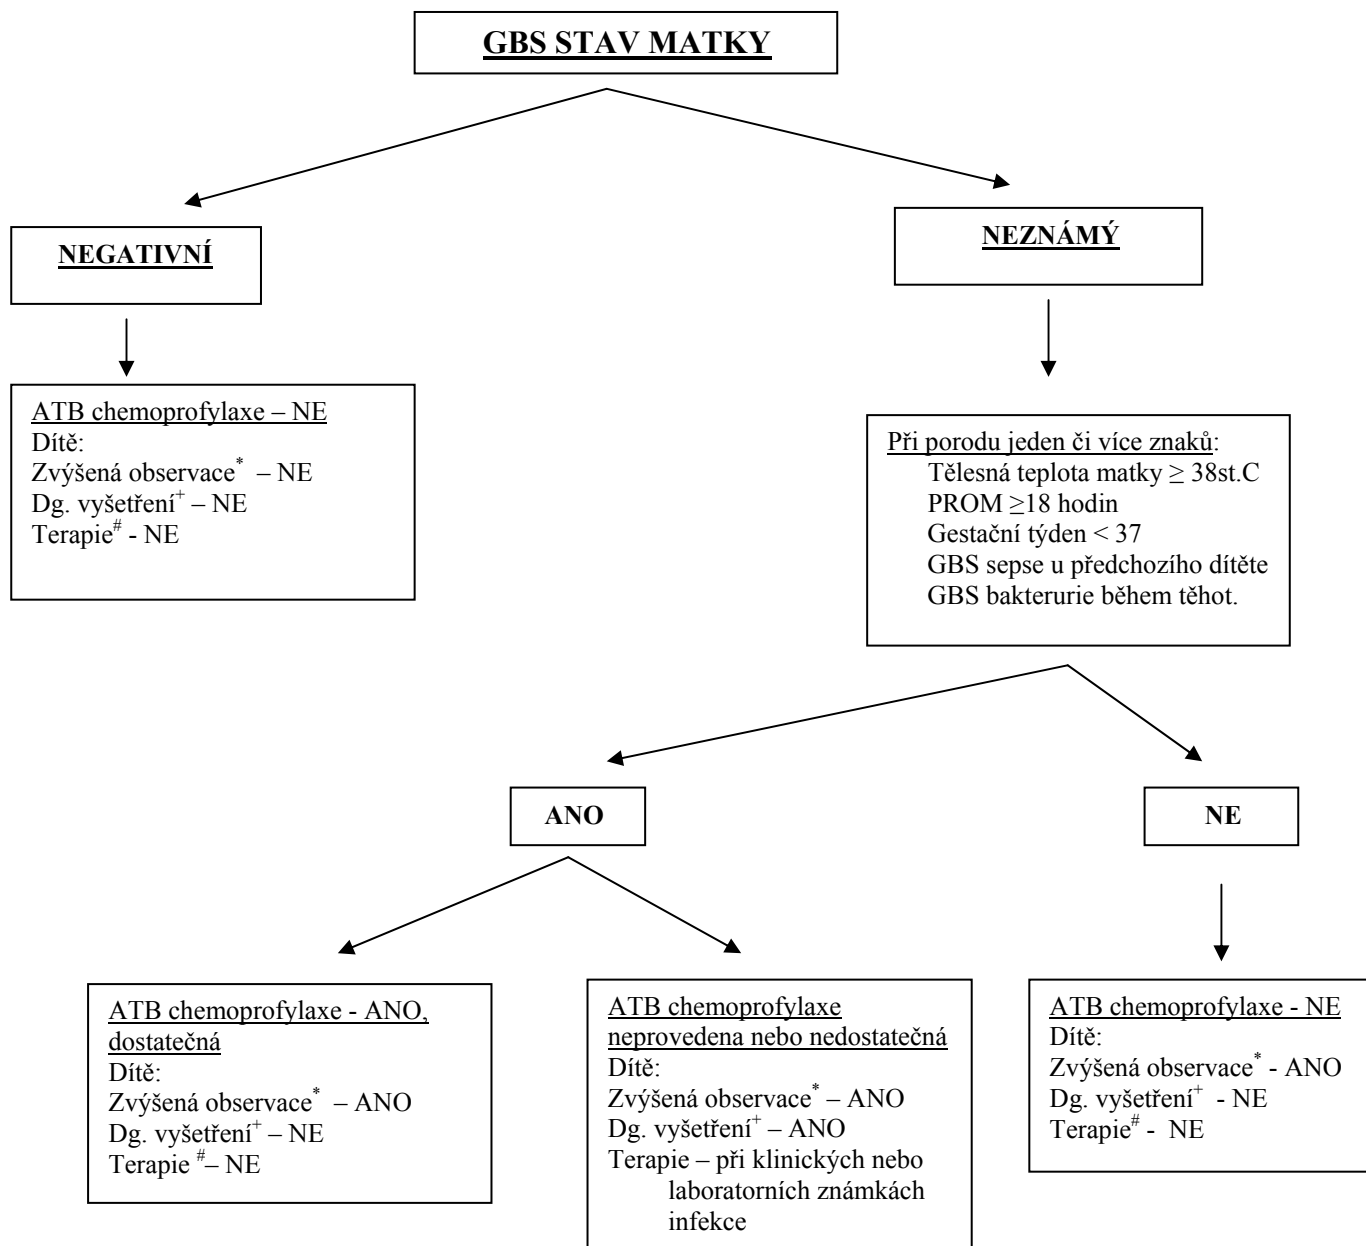 GBS STAV MATKY
NEGATIVNÍ
NEZNÁMÝ
ATB chemoprofylaxe – NE
Dítě:
Zvýšená observace* – NE
Dg. vyšetření+ – NE
Terapie# - NE
Při porodu jeden či více znaků:
Tělesná teplota matky ≥ 38st.C
PROM ≥18 hodin
Gestační týden < 37
GBS sepse u předchozího dítěte
GBS bakterurie během těhot.
ANO
NE
ATB chemoprofylaxe - ANO,
dostatečná
Dítě:
Zvýšená observace* – ANO
Dg. vyšetření+ – NE
Terapie #– NE
ATB chemoprofylaxe
neprovedena nebo nedostatečná
Dítě:
Zvýšená observace* – ANO
Dg. vyšetření+ – ANO
Terapie – při klinických nebo
laboratorních známkách
infekce
ATB chemoprofylaxe - NE
Dítě:
Zvýšená observace* - ANO
Dg. vyšetření+ - NE
Terapie# - NE